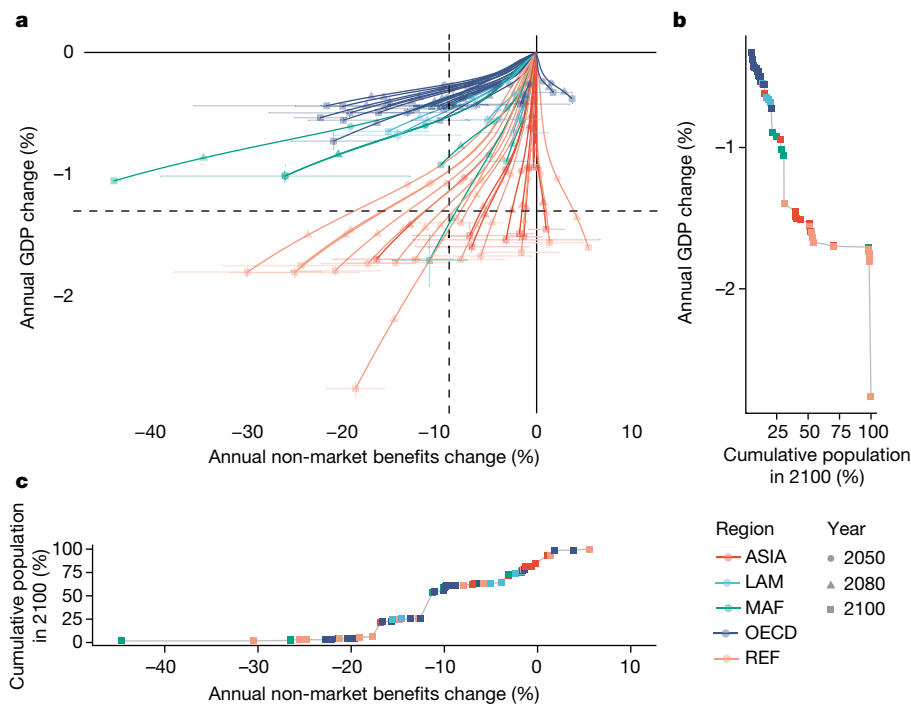 a
0
−1
−2
Annual GDP change (%)
−40
−30
−20
−10
0
10
Annual non-market benefits change (%)
b
−1
−2
Annual GDP change (%)
25
50
75
100
Cumulative population
in 2100 (%)
c
Cumulative population
in 2100 (%)
100
75
50
25
0
−40
−30
−20
−10
0
10
Annual non-market benefits change (%)
Region
ASIA
LAM
MAF
OECD
REF
Year
2050
2080
2100